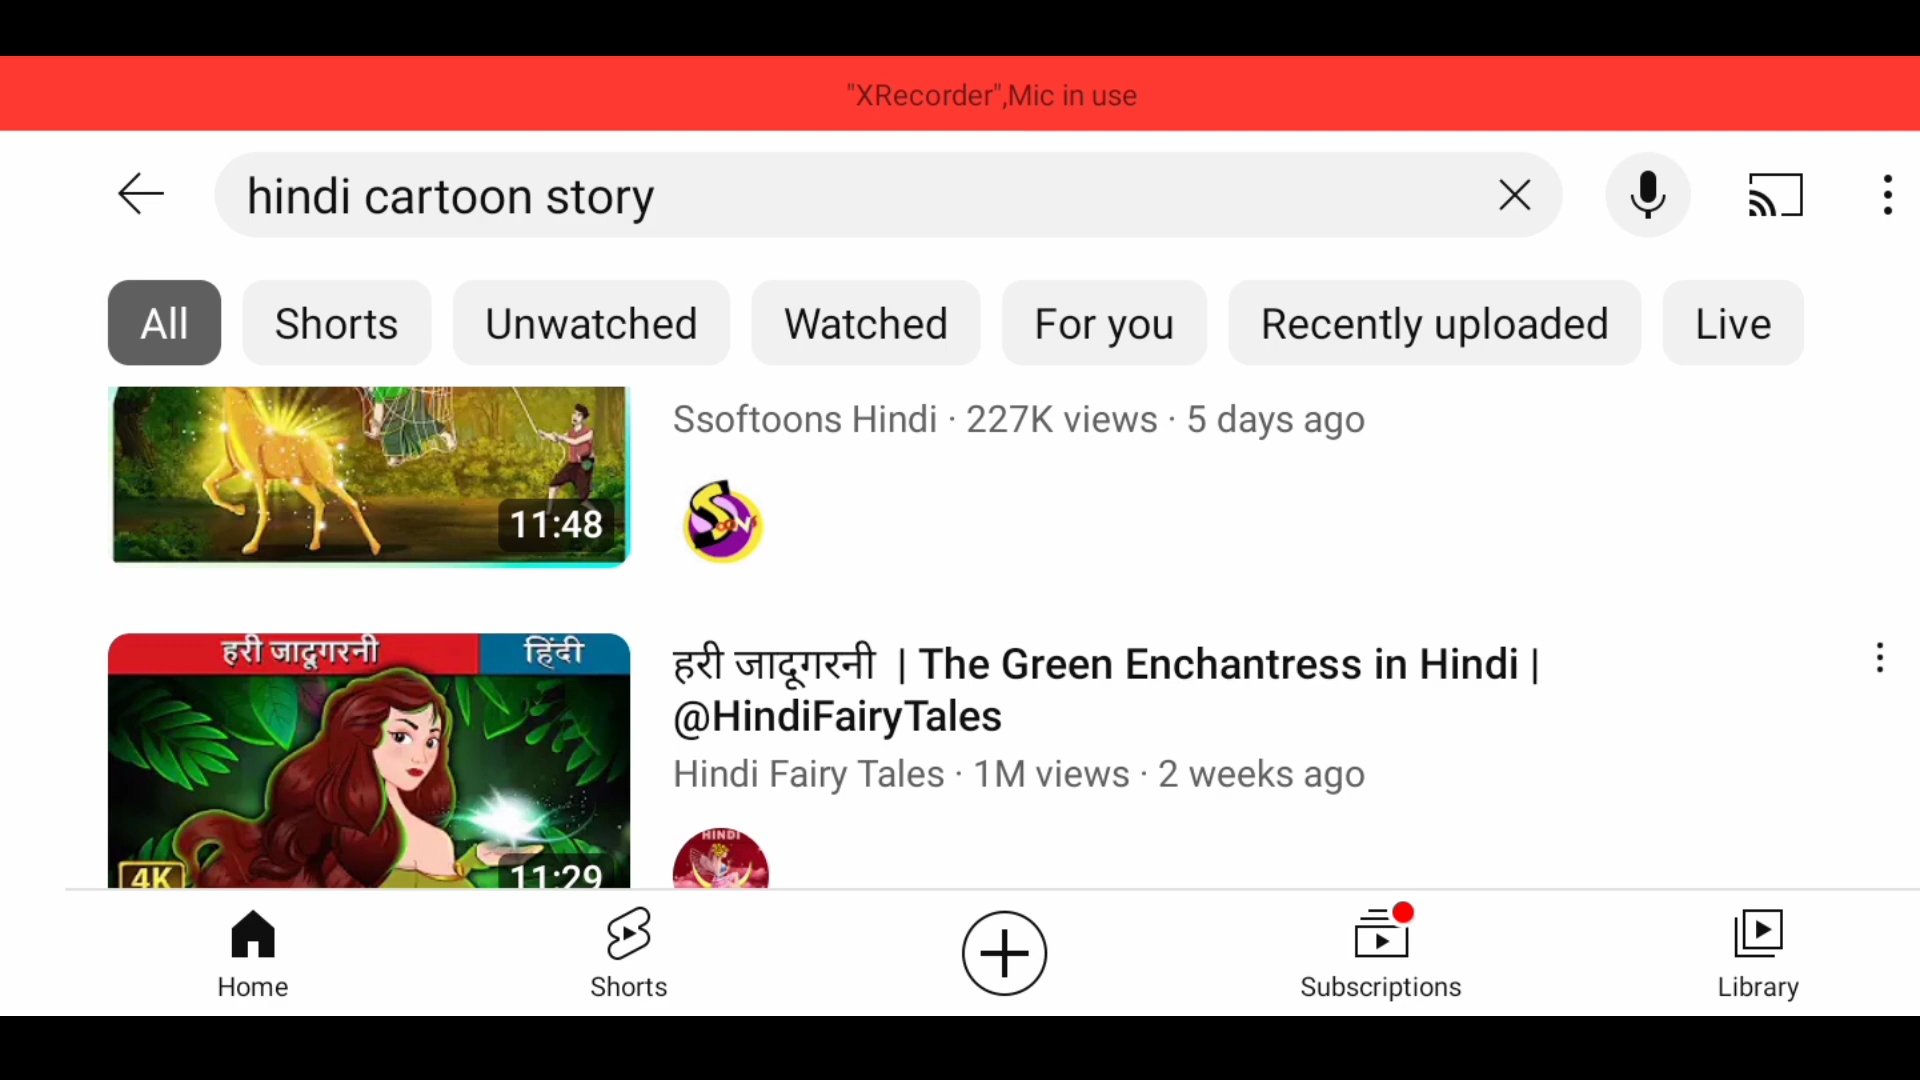 "XRecorder",Mic in use
hindi cartoon story
All
Shorts
Unwatched
Watched
For you
Recently uploaded
Live
Ssoftoons Hindi · 227K views · 5 days ago
11:48
हरी जादूगरनी
हिंदी
हरी जादूगरनी | The Green Enchantress in Hindi |
@HindiFairyTales
Hindi Fairy Tales · 1M views · 2 weeks ago
HINDI
4K
11:29
Home
Shorts
Subscriptions
Library